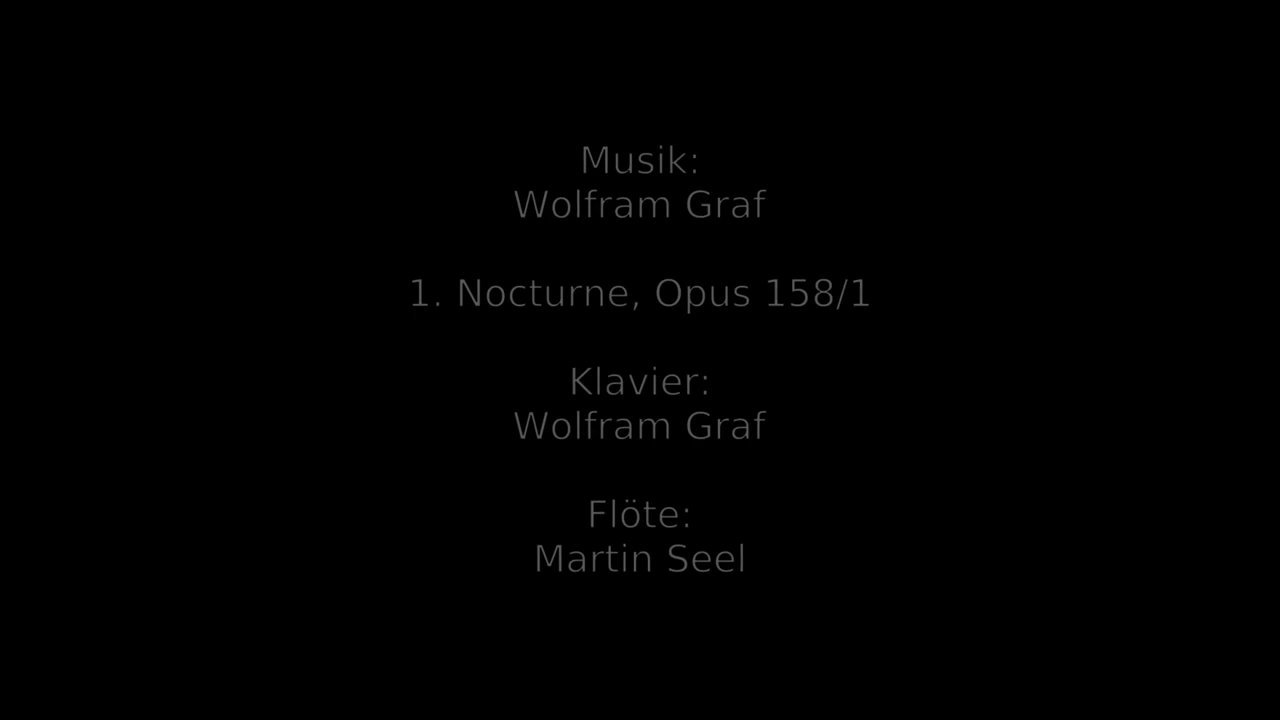 Musik:
Wolfram Graf
1. Nocturne, Opus 158/1
Klavier:
Wolfram Graf
Flöte:
Martin Seel